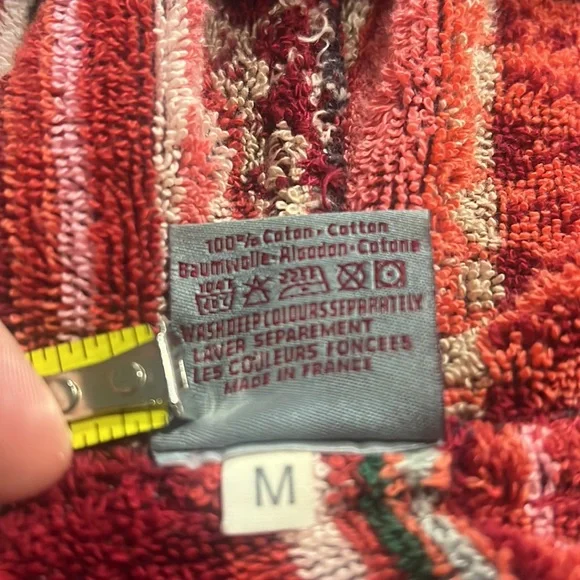 100% Coton - Cotton
Baumwolle - Algodon - Cotone
WASH DEEP COLOURS SEPARATELY
LAVER SEPAREMENT
LES COULEURS FONCEES
MADE IN FRANCE
M